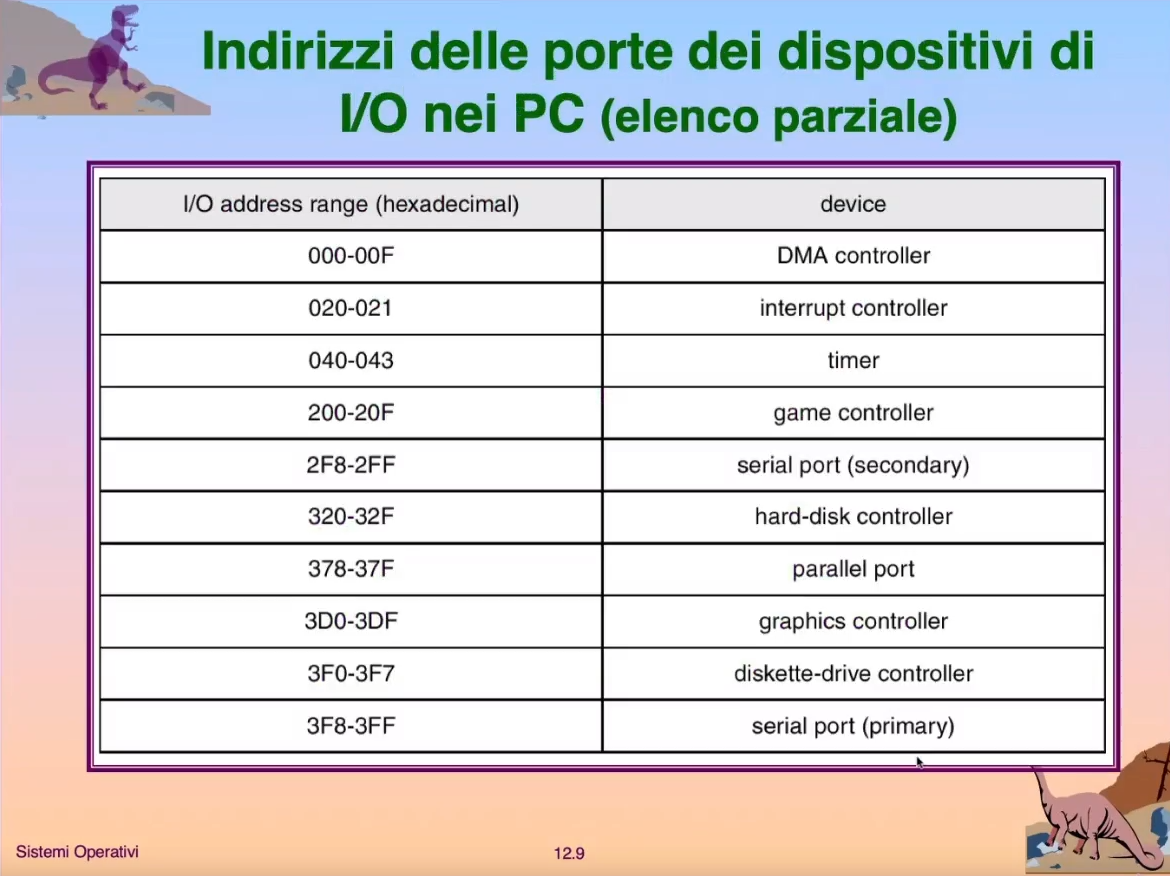 Indirizzi delle porte dei dispositivi di
I/O nei PC (elenco parziale)
I/O address range (hexadecimal) device
000-00F DMA controller
020-021 interrupt controller
040-043 timer
200-20F game controller
2F8-2FF serial port (secondary)
320-32F hard-disk controller
378-37F parallel port
3D0-3DF graphics controller
3F0-3F7 diskette-drive controller
3F8-3FF serial port (primary)
Sistemi Operativi 12.9